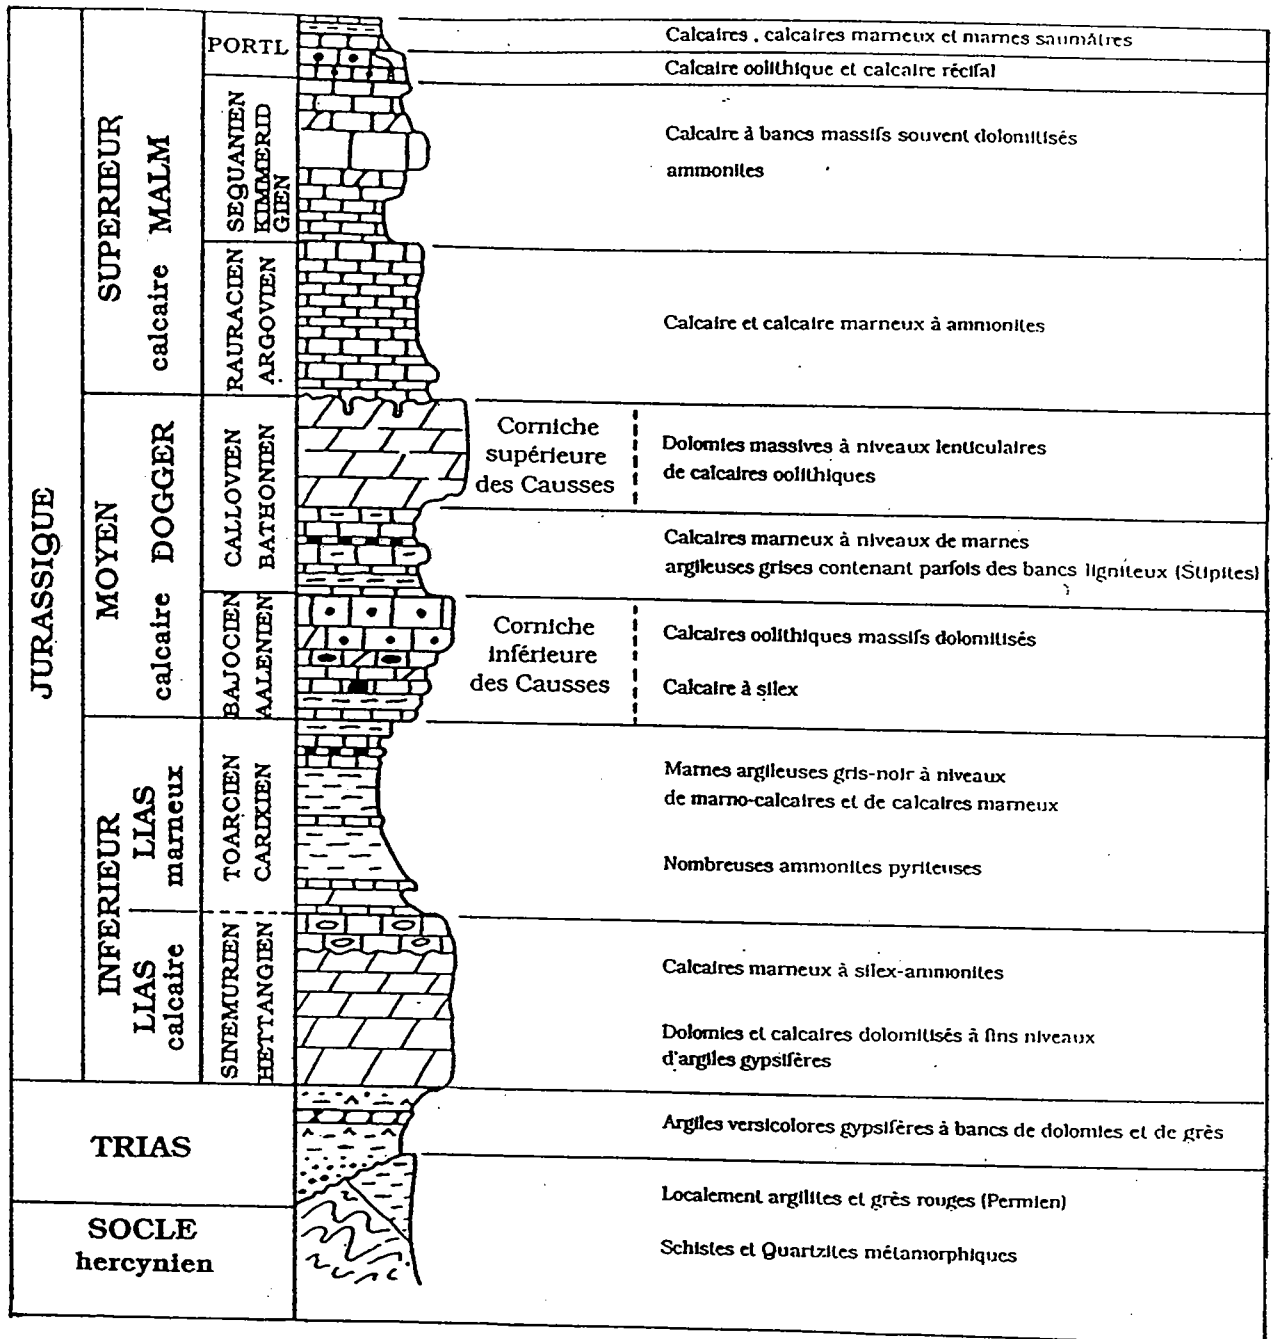 PORTL
Calcaires, calcaires marneux et marnes saumâtres
Calcaire oolithique et calcaire récifal
JURASSIQUE
SUPERIEUR
calcaire MALM
SEQUANIEN
KIMMERID
GIEN
Calcaire à bancs massifs souvent dolomitisés
ammonites
RAURACIEN
ARGOVIEN
Calcaire et calcaire marneux à ammonites
MOYEN
calcaire DOGGER
CALLOVIEN
BATHONIEN
Corniche
supérieure
des Causses
Dolomies massives à niveaux lenticulaires
de calcaires oolithiques
Calcaires marneux à niveaux de marnes
argileuses grises contenant parfois des bancs ligniteux (Stipites)
BAJOCIEN
AALENIEN
Corniche
inférieure
des Causses
Calcaires oolithiques massifs dolomitisés
Calcaire à silex
INFERIEUR
LIAS
marneux
TOARCIEN
CARIXIEN
Marnes argileuses gris-noir à niveaux
de marno-calcaires et de calcaires marneux
Nombreuses ammonites pyriteuses
LIAS
calcaire
SINEMURIEN
HETTANGIEN
Calcaires marneux à silex-ammonites
Dolomies et calcaires dolomitisés à fins niveaux
d'argiles gypsifères
TRIAS
Argiles versicolores gypsifères à bancs de dolomies et de grès
Localement argilites et grès rouges (Permien)
SOCLE
hercynien
Schistes et Quartzites métamorphiques